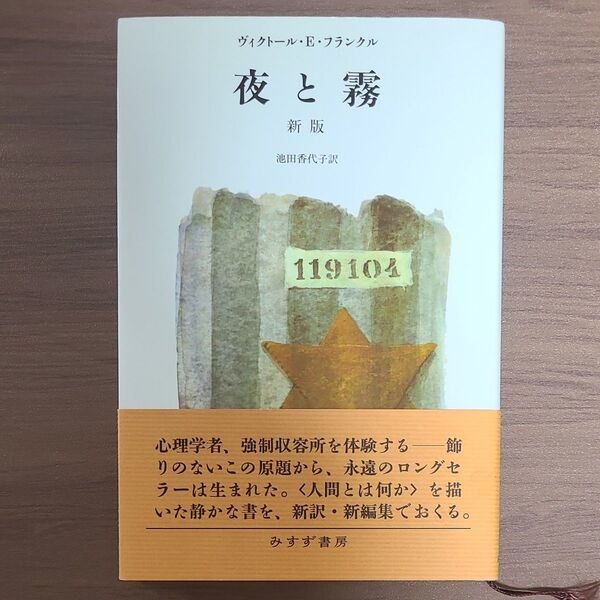 ヴィクトール・E・フランクル
夜と霧
新版
池田香代子訳
119104
心理学者、強制収容所を体験する──飾
りのないこの原題から、永遠のロングセ
ラーは生まれた。〈人間とは何か〉を描
いた静かな書を、新訳・新編集でおくる。
みすず書房